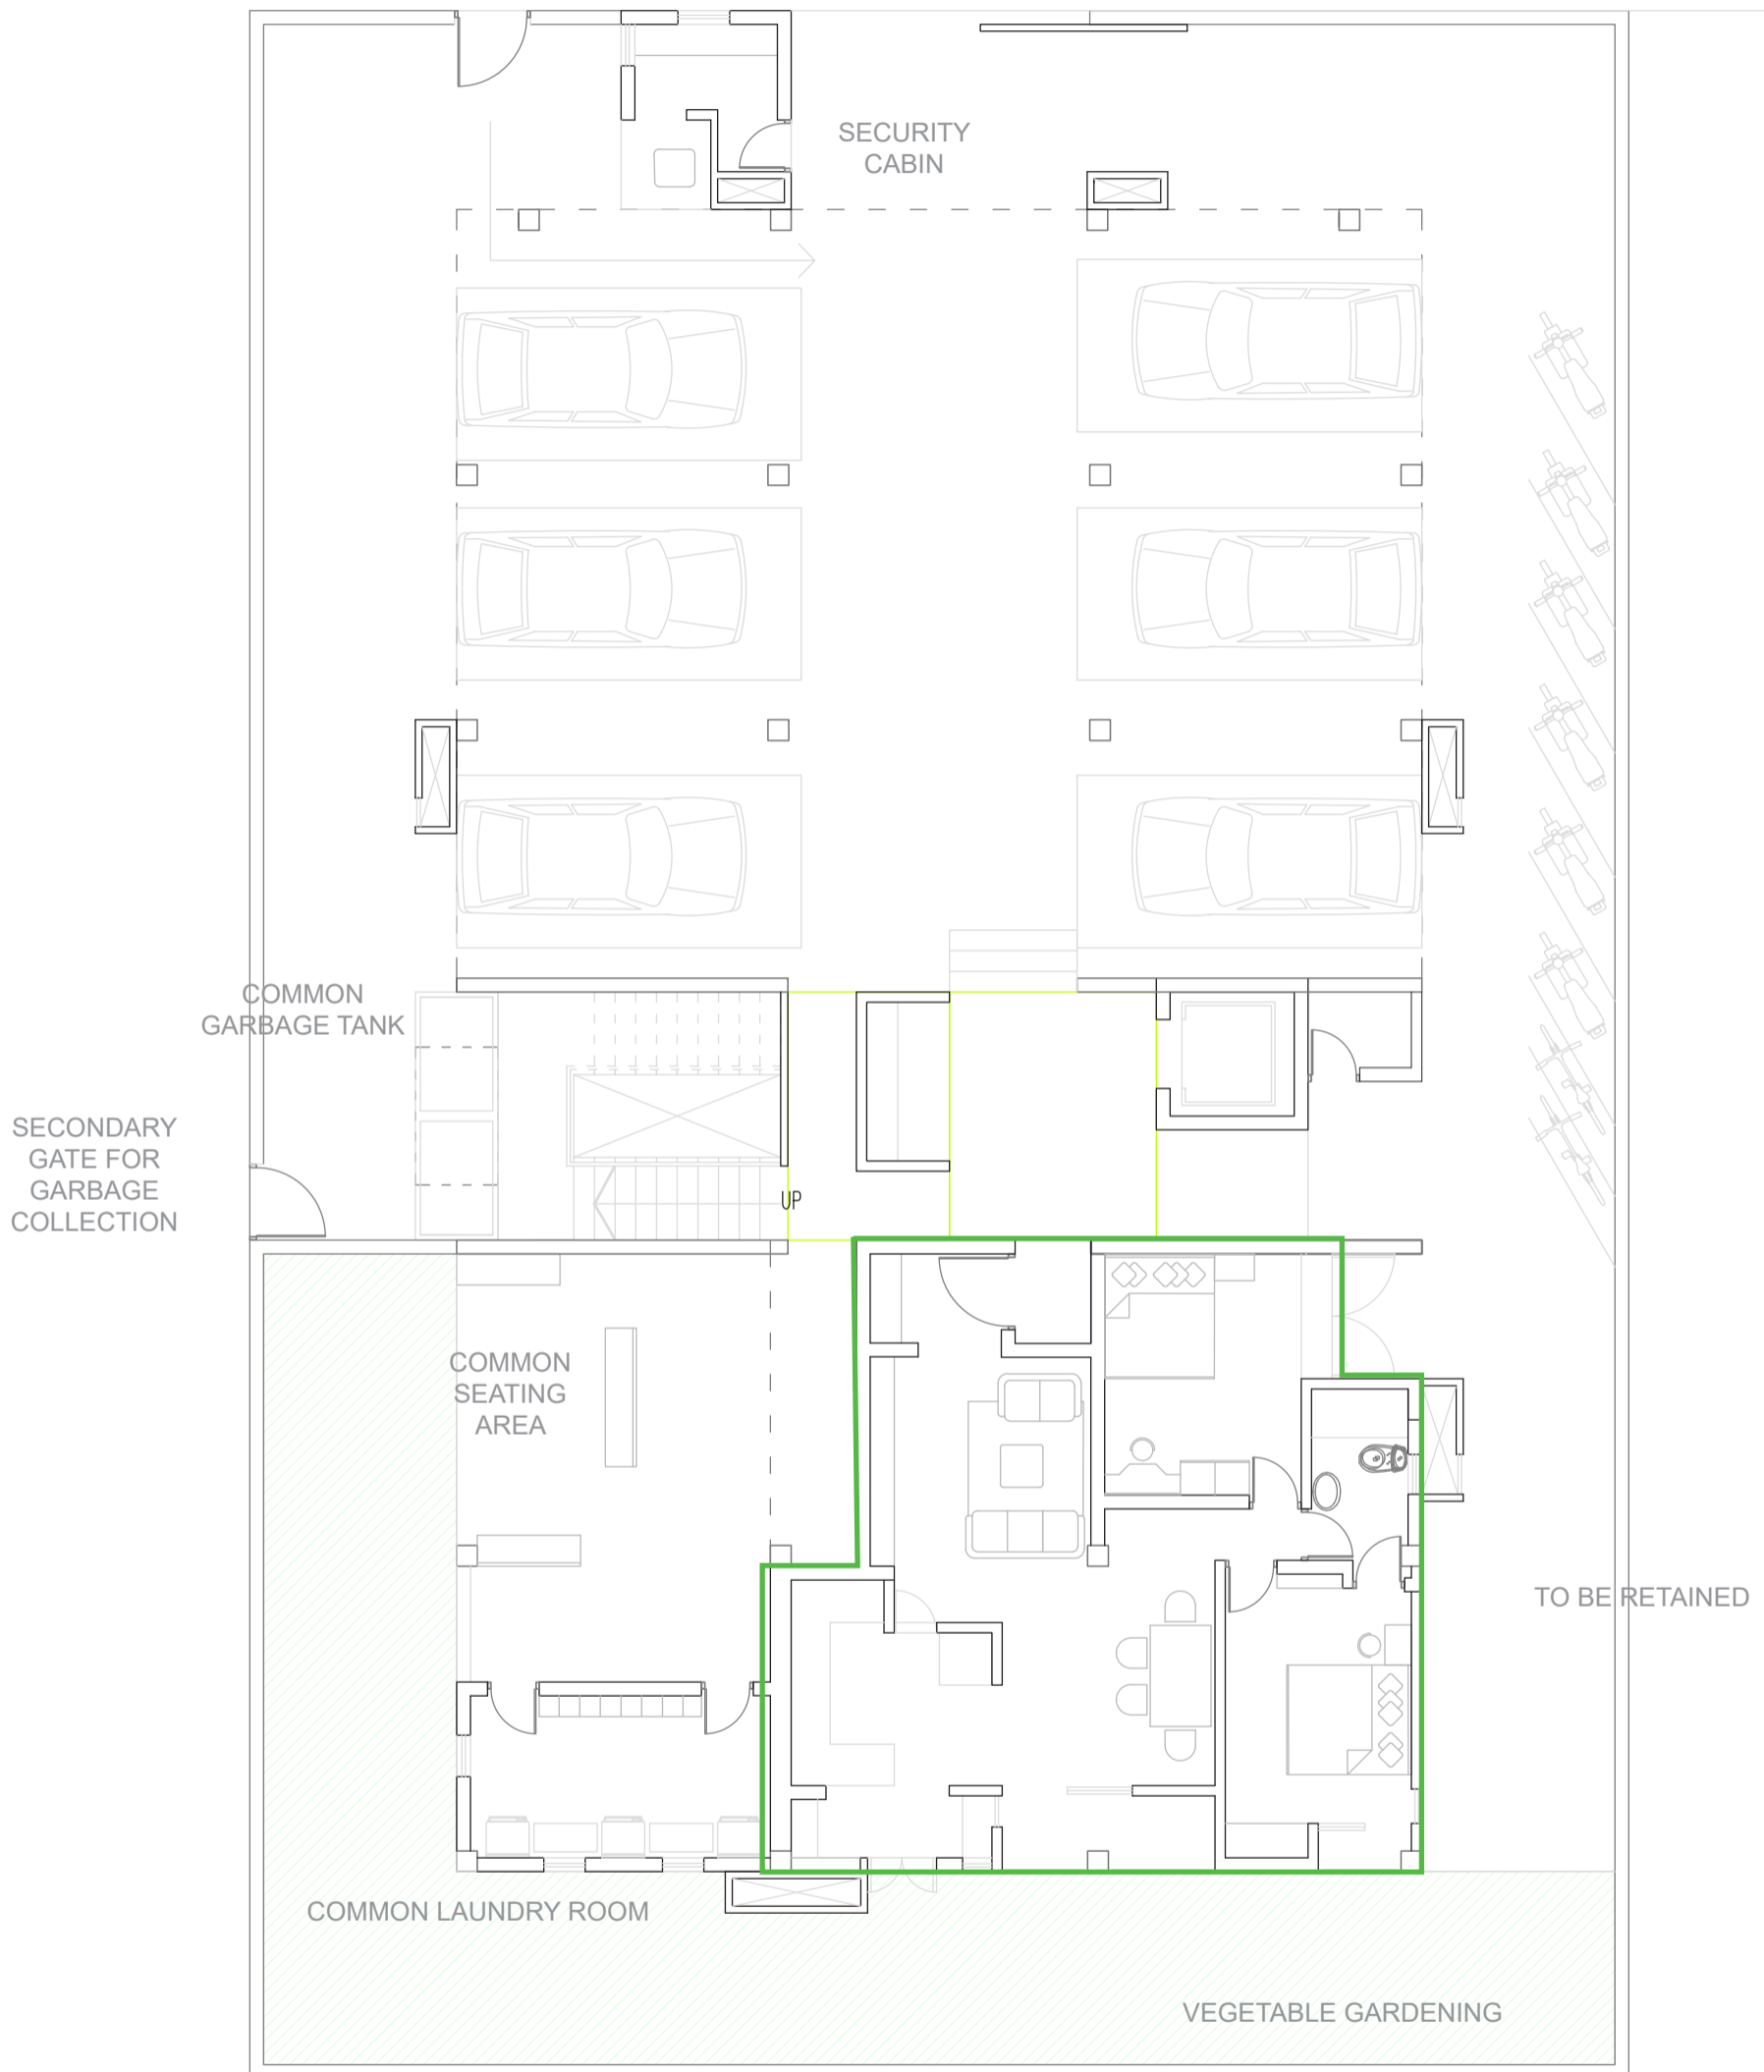 SECURITY
CABIN
COMMON
GARBAGE TANK
SECONDARY
GATE FOR
GARBAGE
COLLECTION
UP
COMMON
SEATING
AREA
TO BE RETAINED
COMMON LAUNDRY ROOM
VEGETABLE GARDENING